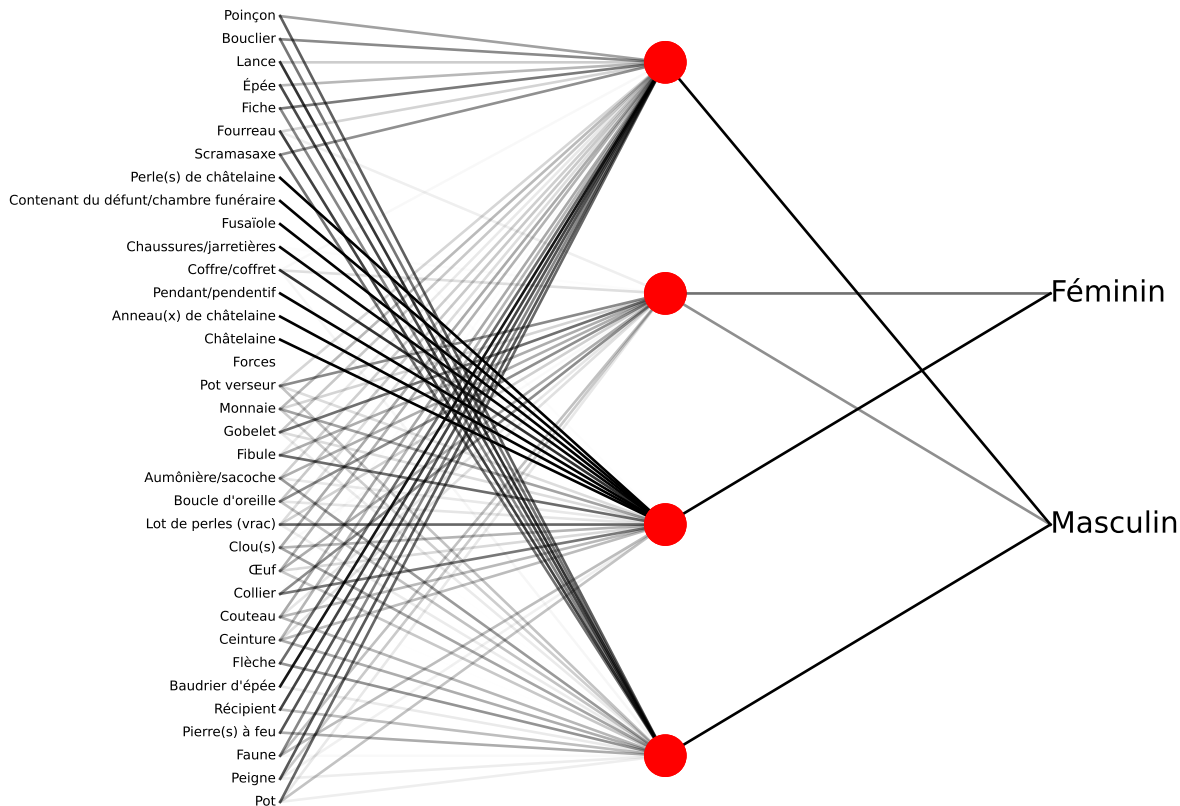 Poinçon
Bouclier
Lance
Épée
Fiche
Fourreau
Scramasaxe
Perle(s) de châtelaine
Contenant du défunt/chambre funéraire
Fusaïole
Chaussures/jarretières
Coffre/coffret
Pendant/pendentif
Anneau(x) de châtelaine
Châtelaine
Forces
Pot verseur
Monnaie
Gobelet
Fibule
Aumônière/sacoche
Boucle d'oreille
Lot de perles (vrac)
Clou(s)
Œuf
Collier
Couteau
Ceinture
Flèche
Baudrier d'épée
Récipient
Pierre(s) à feu
Faune
Peigne
Pot
Féminin
Masculin